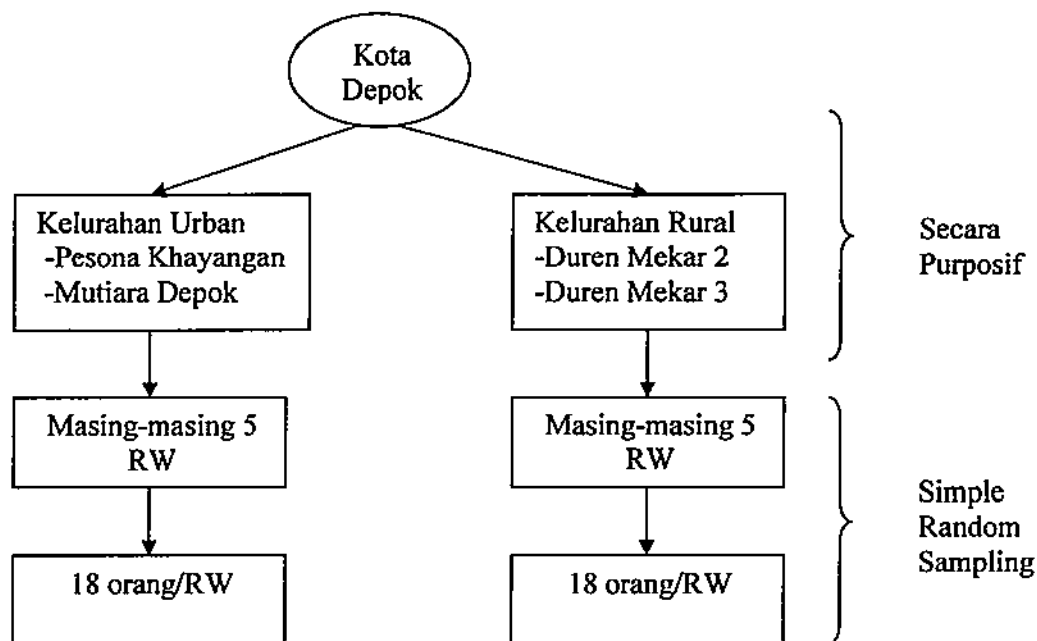 Kota
Depok
Kelurahan Urban
-Pesona Khayangan
-Mutiara Depok
Kelurahan Rural
-Duren Mekar 2
-Duren Mekar 3
Secara
Purposif
Masing-masing 5
RW
Masing-masing 5
RW
Simple
Random
Sampling
18 orang/RW
18 orang/RW